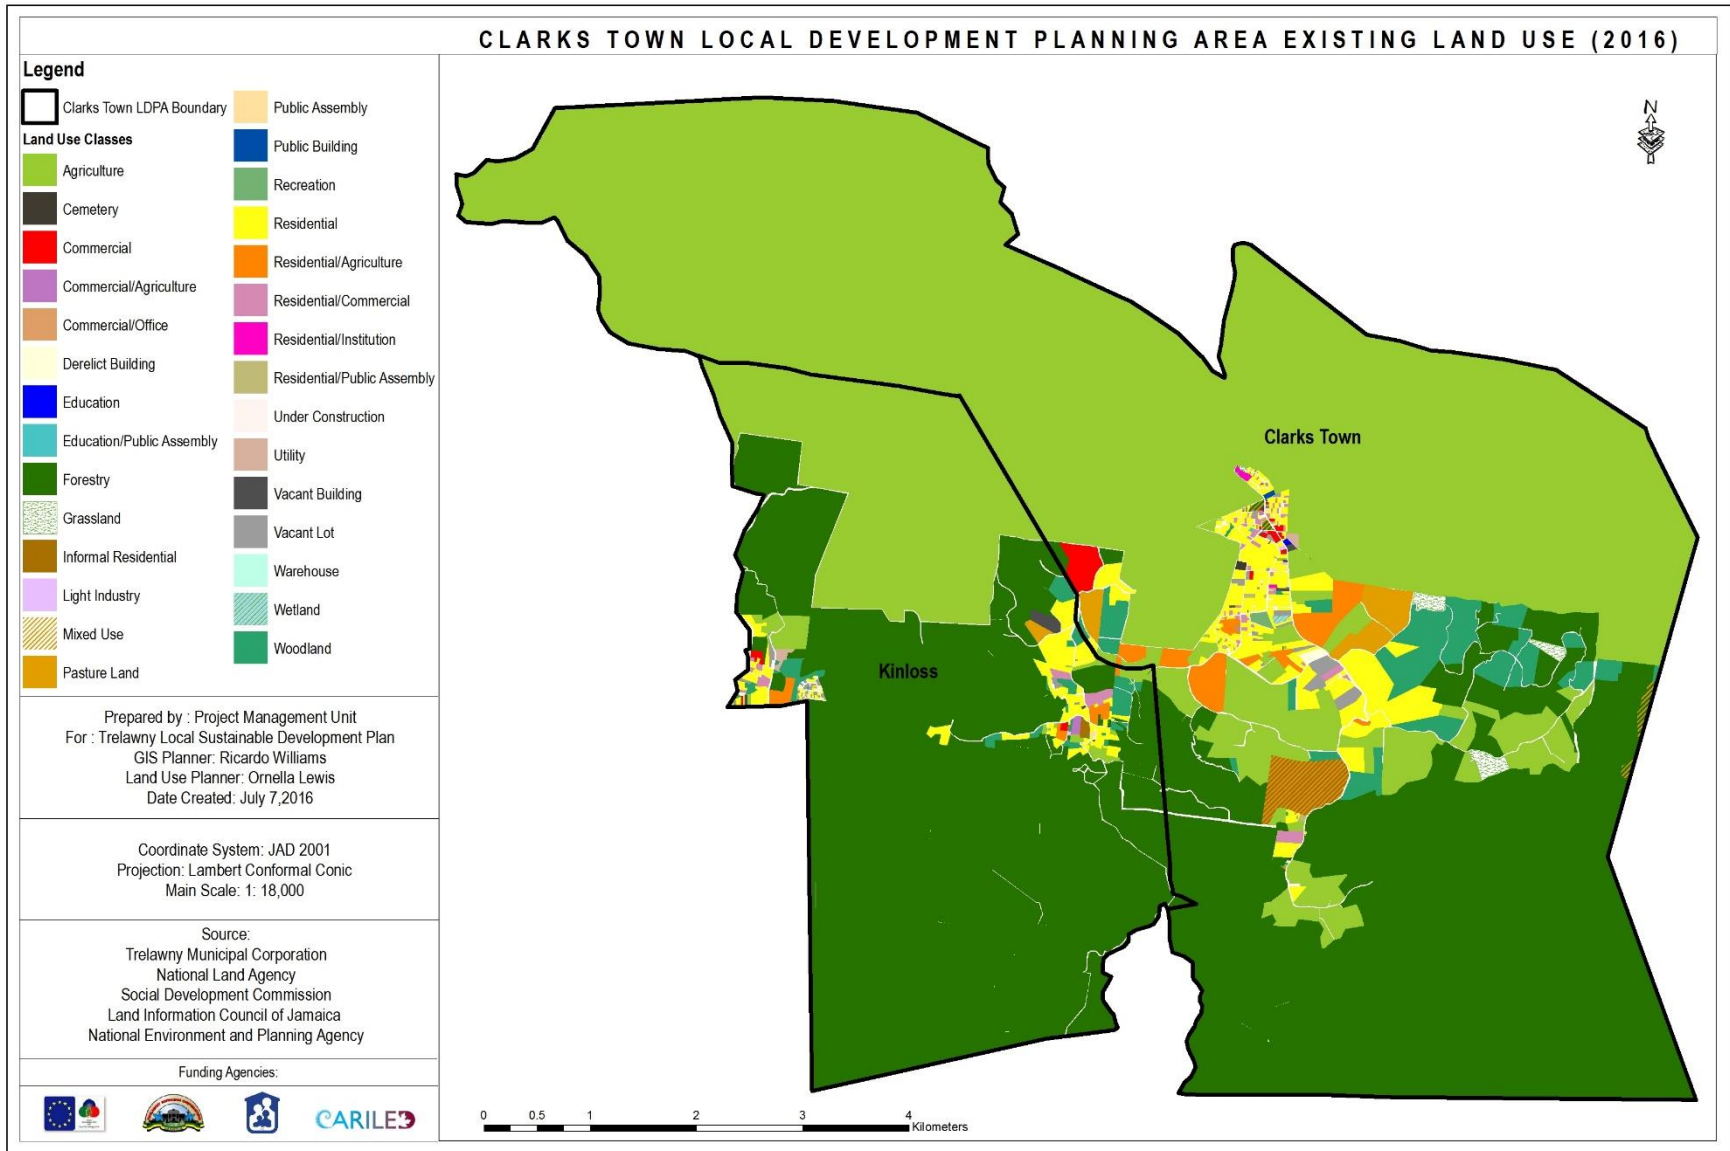 CLARKS TOWN LOCAL DEVELOPMENT PLANNING AREA EXISTING LAND USE (2016)
Legend
Clarks Town LDPA Boundary
Land Use Classes
Agriculture
Cemetery
Commercial
Commercial/Agriculture
Commercial/Office
Derelict Building
Education
Education/Public Assembly
Forestry
Grassland
Informal Residential
Light Industry
Mixed Use
Pasture Land
Public Assembly
Public Building
Recreation
Residential
Residential/Agriculture
Residential/Commercial
Residential/Institution
Residential/Public Assembly
Under Construction
Utility
Vacant Building
Vacant Lot
Warehouse
Wetland
Woodland
Prepared by : Project Management Unit
For : Trelawny Local Sustainable Development Plan
GIS Planner: Ricardo Williams
Land Use Planner: Ornella Lewis
Date Created: July 7,2016
Coordinate System: JAD 2001
Projection: Lambert Conformal Conic
Main Scale: 1: 18,000
Source:
Trelawny Municipal Corporation
National Land Agency
Social Development Commission
Land Information Council of Jamaica
National Environment and Planning Agency
Funding Agencies:
CARILED
N
Clarks Town
Kinloss
0 0.5 1 2 3 4
Kilometers